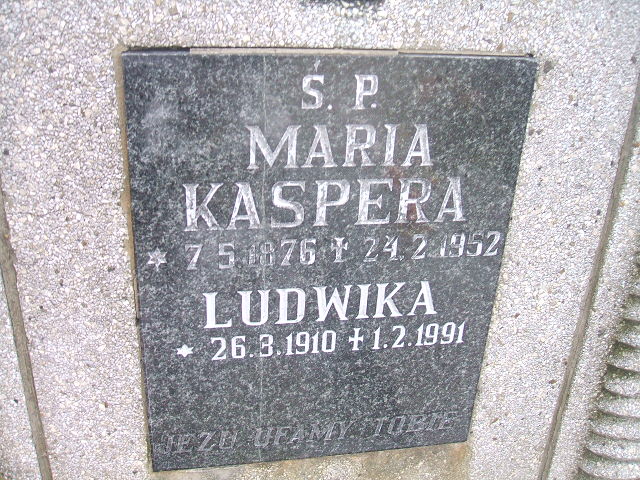 Ś. P.
MARIA
KASPERA
* 7 5 1876 ✝ 24. 2. 1952
LUDWIKA
* 26. 3. 1910 ✝ 1. 2. 1991
JEZU UFAMY TOBIE